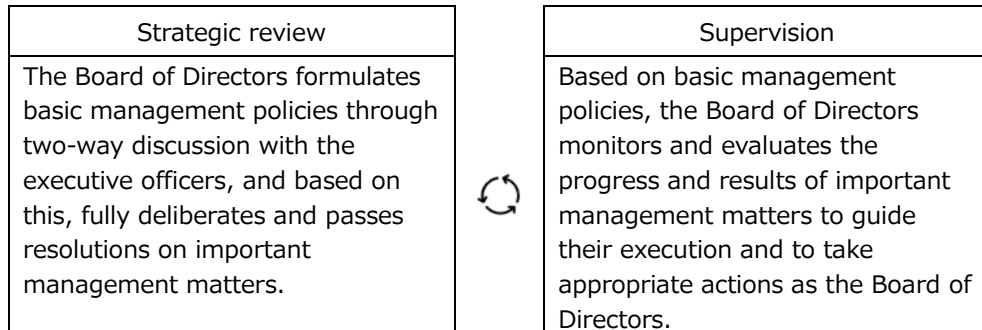 Strategic review
The Board of Directors formulates
basic management policies through
two-way discussion with the
executive officers, and based on
this, fully deliberates and passes
resolutions on important
management matters.
Supervision
Based on basic management
policies, the Board of Directors
monitors and evaluates the
progress and results of important
management matters to guide
their execution and to take
appropriate actions as the Board of
Directors.